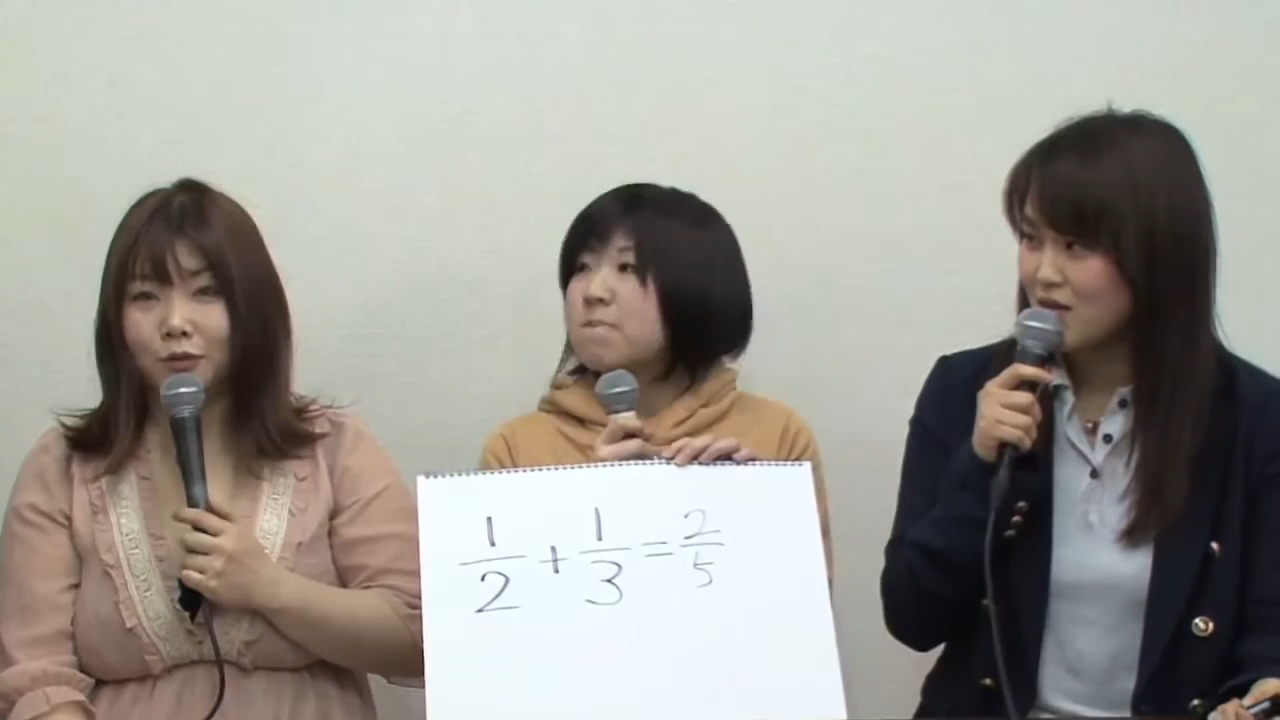 1/2 + 1/3 = 2/5